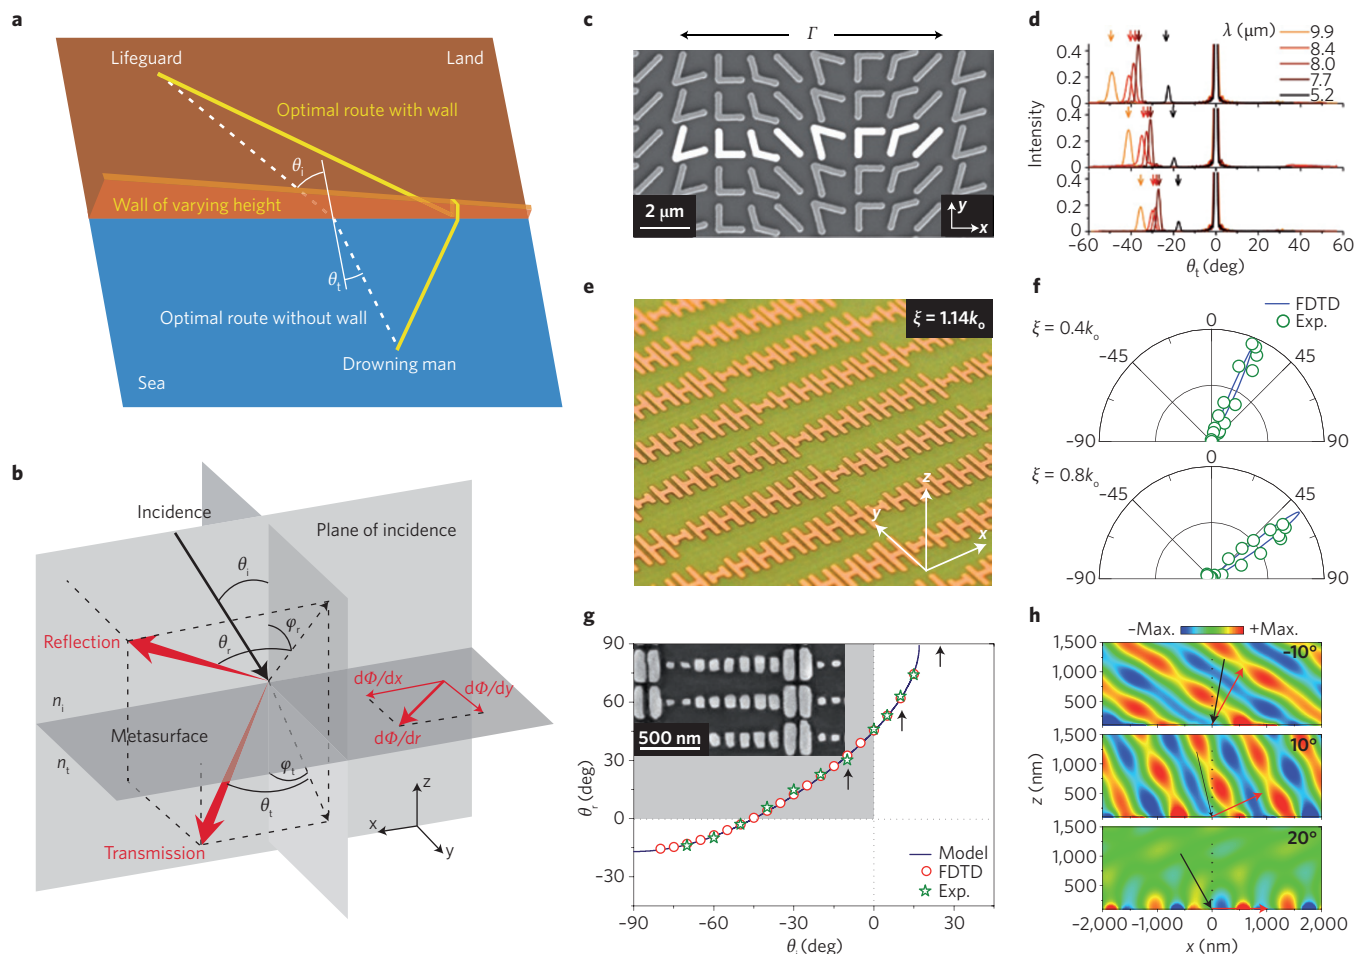 a
Lifeguard
Land
Optimal route with wall
θi
Wall of varying height
θt
Optimal route without wall
Drowning man
Sea
b
Incidence
Plane of incidence
θi
φr
Reflection
θr
dΦ/dx
dΦ/dy
ni
Metasurface
dΦ/dr
nt
φt
θt
z
x
y
Transmission
c
Γ
2 μm
y
x
d
λ (μm)
9.9
8.4
8.0
7.7
5.2
Intensity
0.4
0.2
0
0.4
0.2
0
0.4
0.2
0
−60 −40 −20 0 20 40 60
θt (deg)
e
ξ = 1.14ko
z
y
x
f
FDTD
Exp.
ξ = 0.4ko
0
−45
45
−90
90
ξ = 0.8ko
0
−45
45
−90
90
g
90
60
30
0
−30
θr (deg)
500 nm
Model
FDTD
Exp.
−90 −60 −30 0 30
θi (deg)
h
−Max. +Max.
1,500
1,000
500
−10°
1,500
1,000
500
10°
1,500
1,000
500
20°
z (nm)
−2,000 −1,000 0 1,000 2,000
x (nm)